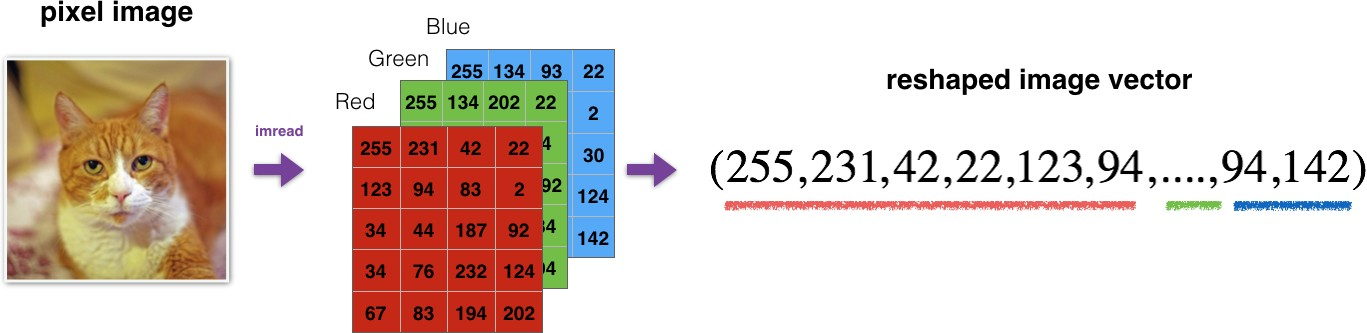 pixel image
imread
Blue
Green
Red
255 134 93 22
2
30
124
142
255 134 202 22
4
92
34
94
255 231 42 22
123 94 83 2
34 44 187 92
34 76 232 124
67 83 194 202
reshaped image vector
(255,231,42,22,123,94,....,94,142)